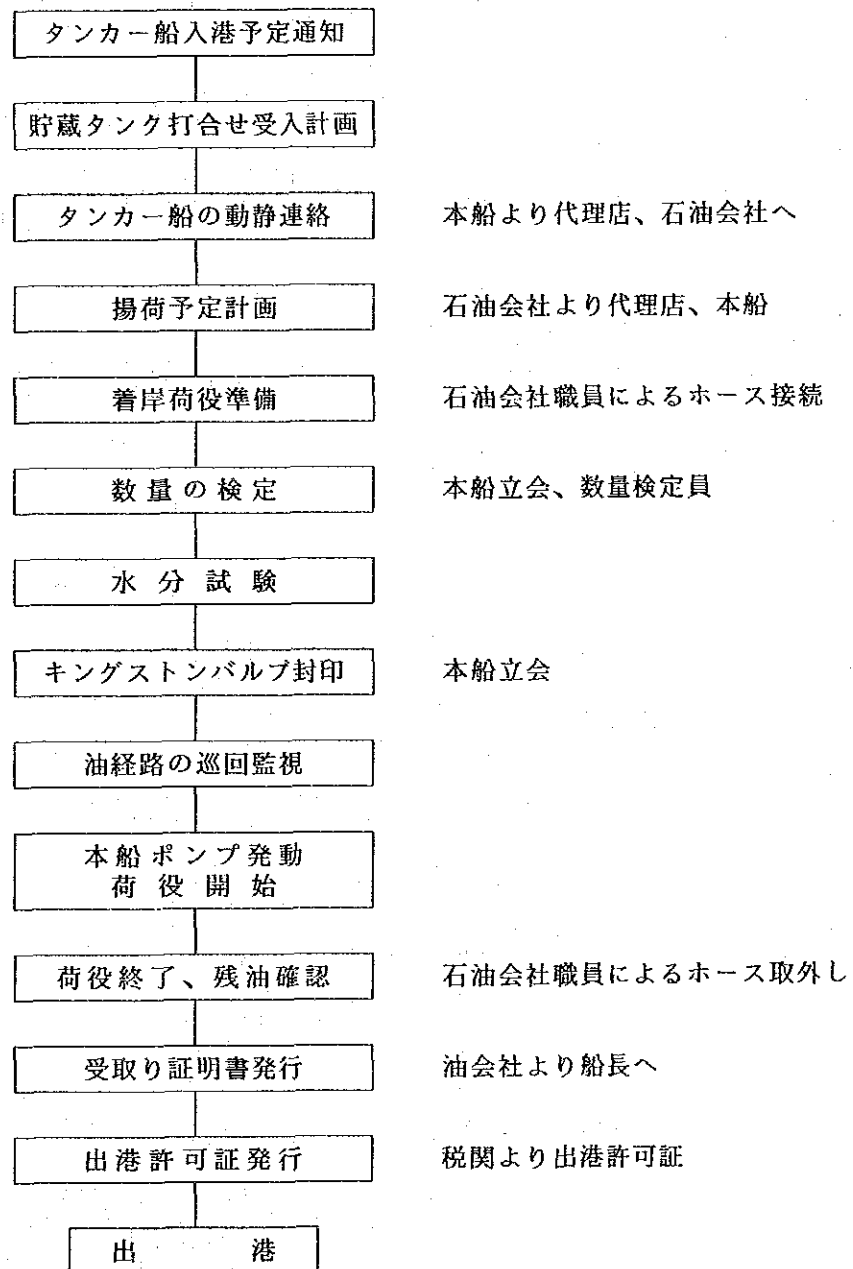 タンカー船入港予定通知
貯蔵タンク打合せ受入計画
タンカー船の動静連絡
本船より代理店、石油会社へ
揚荷予定計画
石油会社より代理店、本船
着岸荷役準備
石油会社職員によるホース接続
数量の検定
本船立会、数量検定員
水分試験
キングストンバルブ封印
本船立会
油経路の巡回監視
本船ポンプ発動
荷役開始
荷役終了、残油確認
石油会社職員によるホース取外し
受取り証明書発行
油会社より船長へ
出港許可証発行
税関より出港許可証
出港